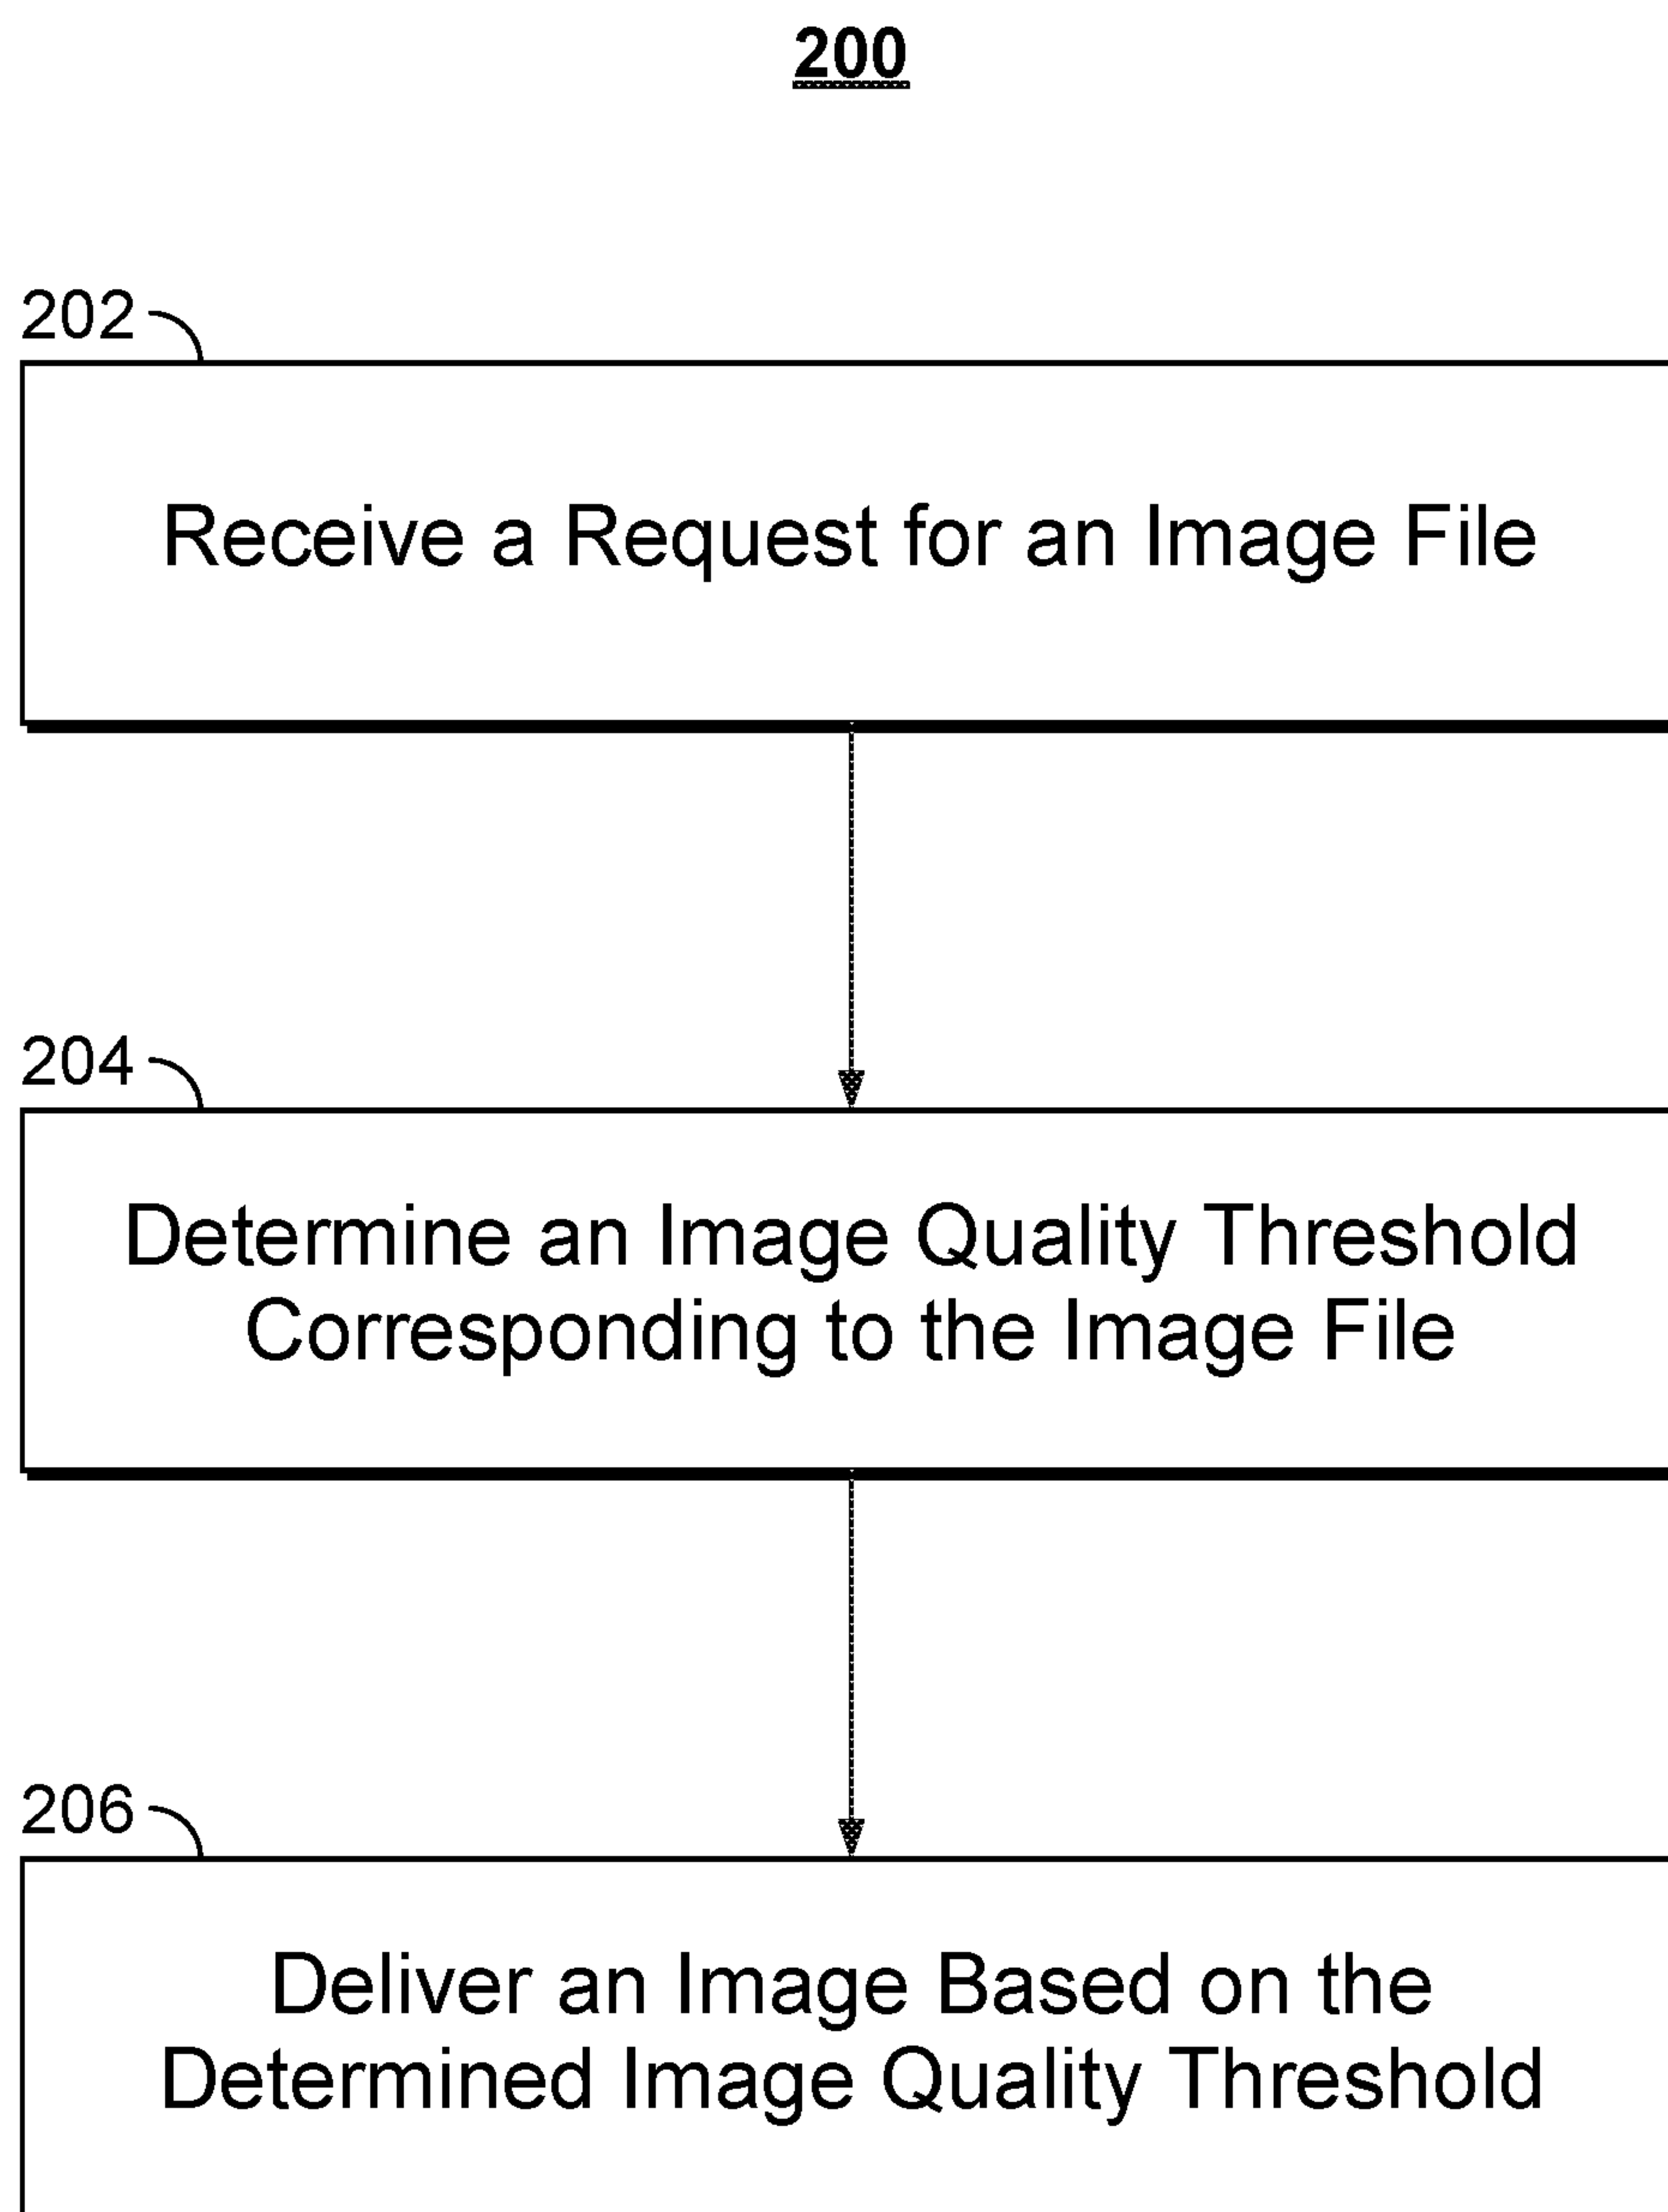 200
202
Receive a Request for an Image File
204
Determine an Image Quality Threshold
Corresponding to the Image File
206
Deliver an Image Based on the
Determined Image Quality Threshold